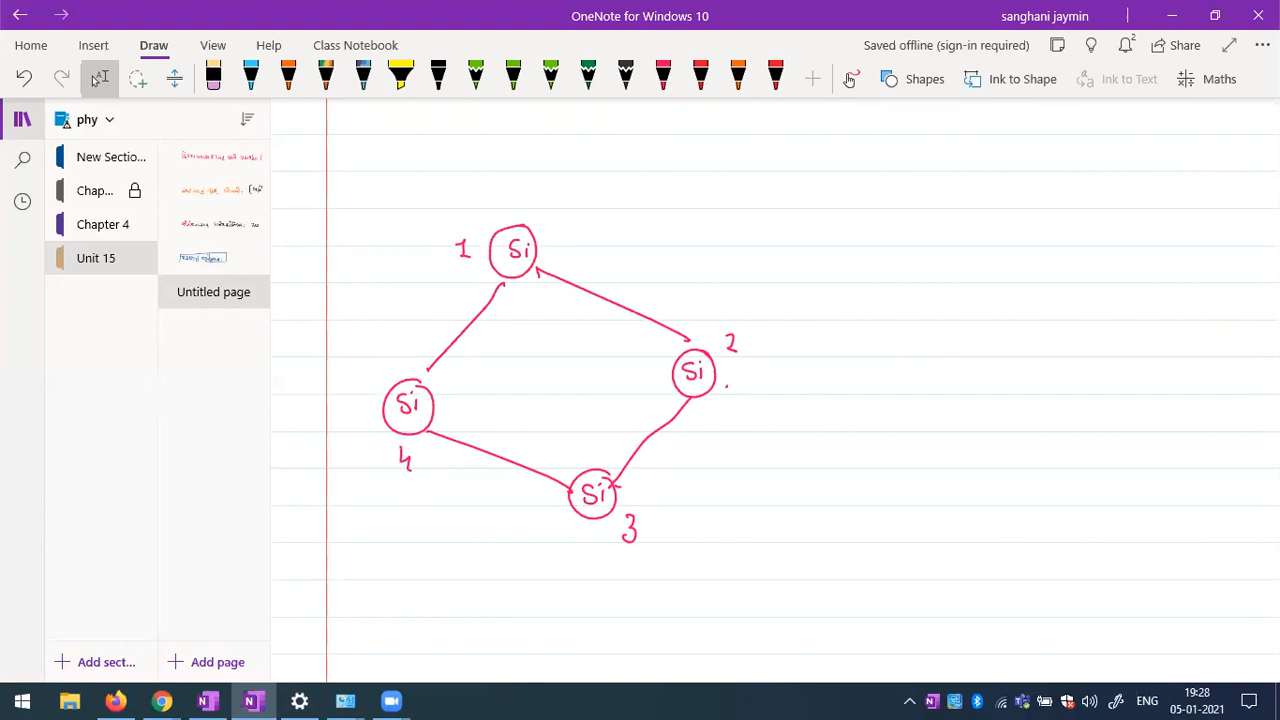 OneNote for Windows 10
sanghani jaymin
Home Insert Draw View Help Class Notebook
Saved offline (sign-in required)
2
Share
Shapes
Ink to Shape
Ink to Text
Maths
phy
New Sectio...
Chap...
Chapter 4
Unit 15
Untitled page
1 Si
2
Si
Si
4
Si
3
Add sect...
Add page
ENG
19:28
05-01-2021